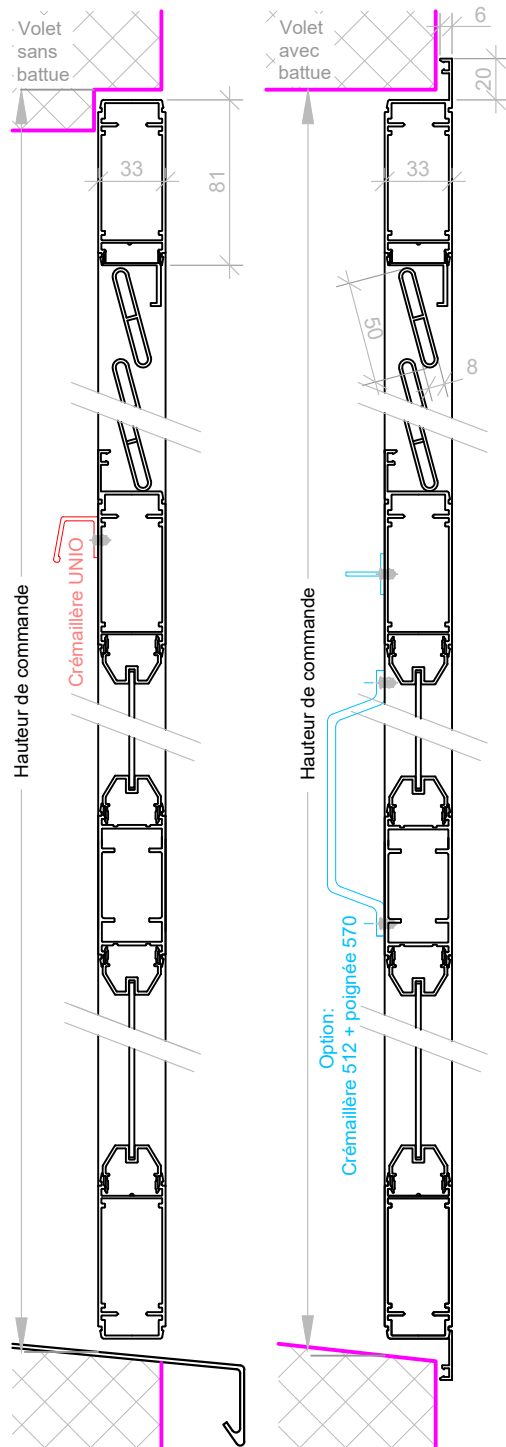 Volet
sans
battue
33
81
Hauteur de commande
Crémaillère UNIO
Volet
avec
battue
6
20
33
50
8
Hauteur de commande
Option:
Crémaillère 512 + poignée 570